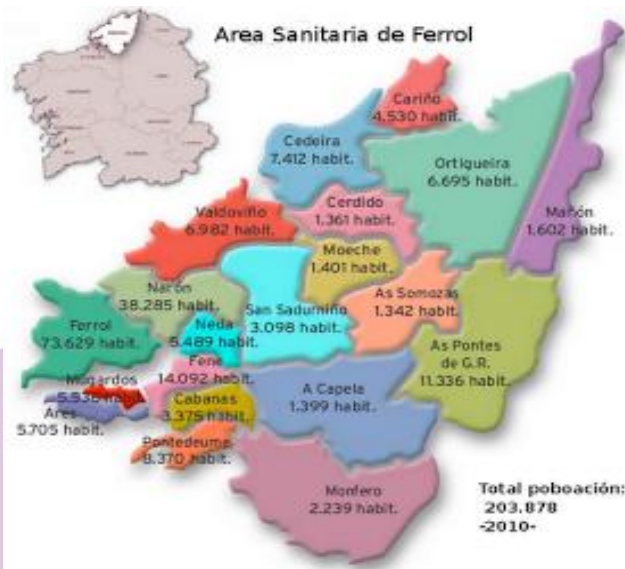 Area Sanitaria de Ferrol
Cariño
4.530 habit.
Cedeira
7.412 habit.
Ortigueira
6.695 habit.
Mañón
1.602 habit.
Valdoviño
6.982 habit.
Cerdido
1.361 habit.
Moeche
1.401 habit.
Narón
38.285 habit.
San Sadurniño
3.098 habit.
As Somozas
1.342 habit.
Ferrol
73.629 habit.
Neda
5.489 habit.
As Pontes
de G.R.
11.336 habit.
Fene
14.092 habit.
Mugardos
habit.
Ares
5.705 habit.
Cabanas
3.375 habit.
A Capela
1.399 habit.
Pontedeume
8.370 habit.
Monfero
2.239 habit.
Total poboación:
203.878
-2010-